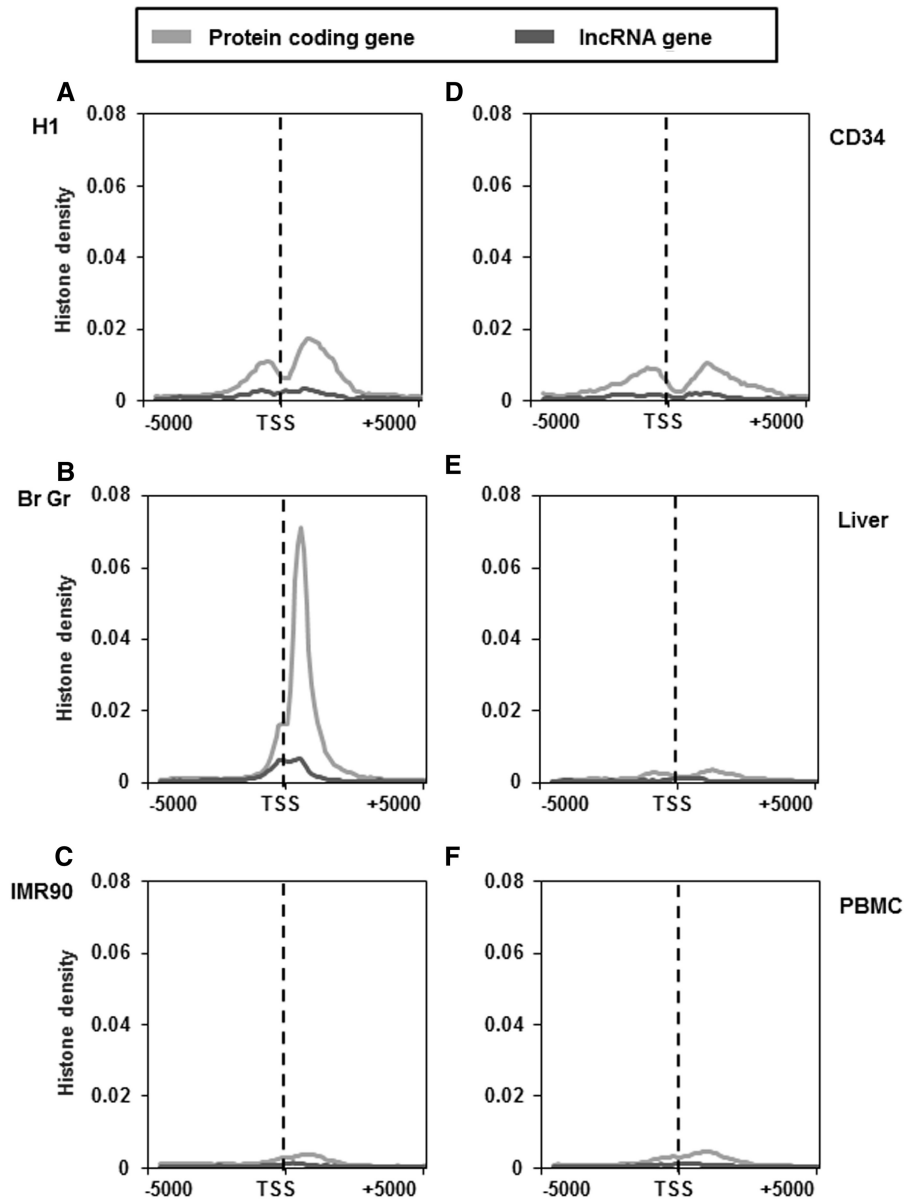 Protein coding gene lncRNA gene
A
H1
0.08
0.06
0.04
0.02
0
Histone density
-5000 TSS +5000
D
CD34
0.08
0.06
0.04
0.02
0
-5000 TSS +5000
B
Br Gr
0.08
0.06
0.04
0.02
0
Histone density
-5000 TSS +5000
E
Liver
0.08
0.06
0.04
0.02
0
-5000 TSS +5000
C
IMR90
0.08
0.06
0.04
0.02
0
Histone density
-5000 TSS +5000
F
PBMC
0.08
0.06
0.04
0.02
0
-5000 TSS +5000